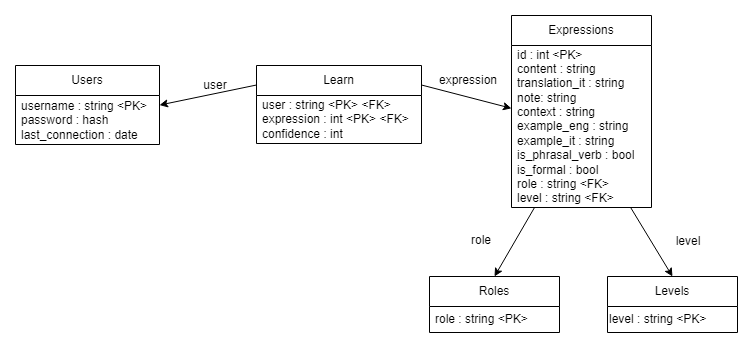 Expressions
id : int <PK>
content : string
translation_it : string
note: string
context : string
example_eng : string
example_it : string
is_phrasal_verb : bool
is_formal : bool
role : string <FK>
level : string <FK>
Users
username : string <PK>
password : hash
last_connection : date
user
Learn
user : string <PK> <FK>
expression : int <PK> <FK>
confidence : int
expression
role
level
Roles
role : string <PK>
Levels
level : string <PK>